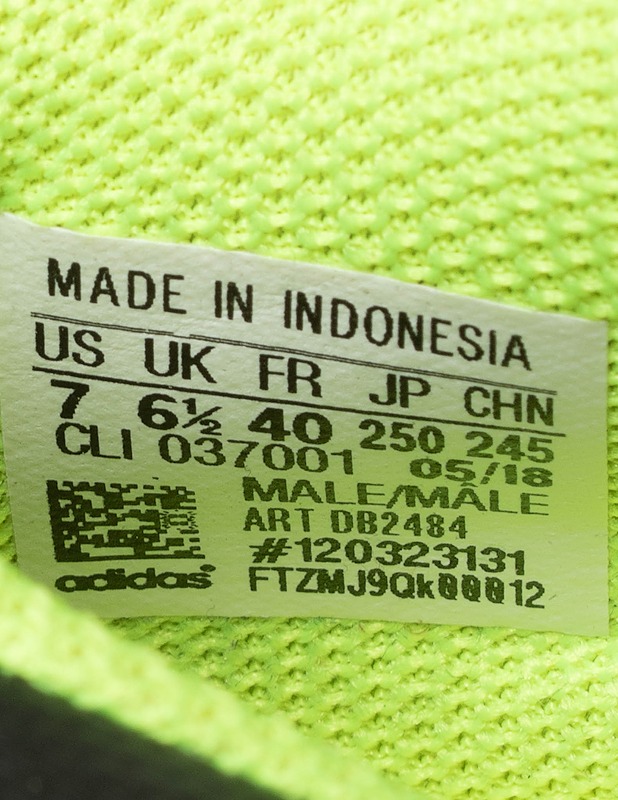 MADE IN INDONESIA
US UK FR JP CHN
7 6½ 40 250 245
CLI 037001 05/18
MALE/MÂLE
ART DB2484
#120323131
adidas FTZMJ9Qk00012